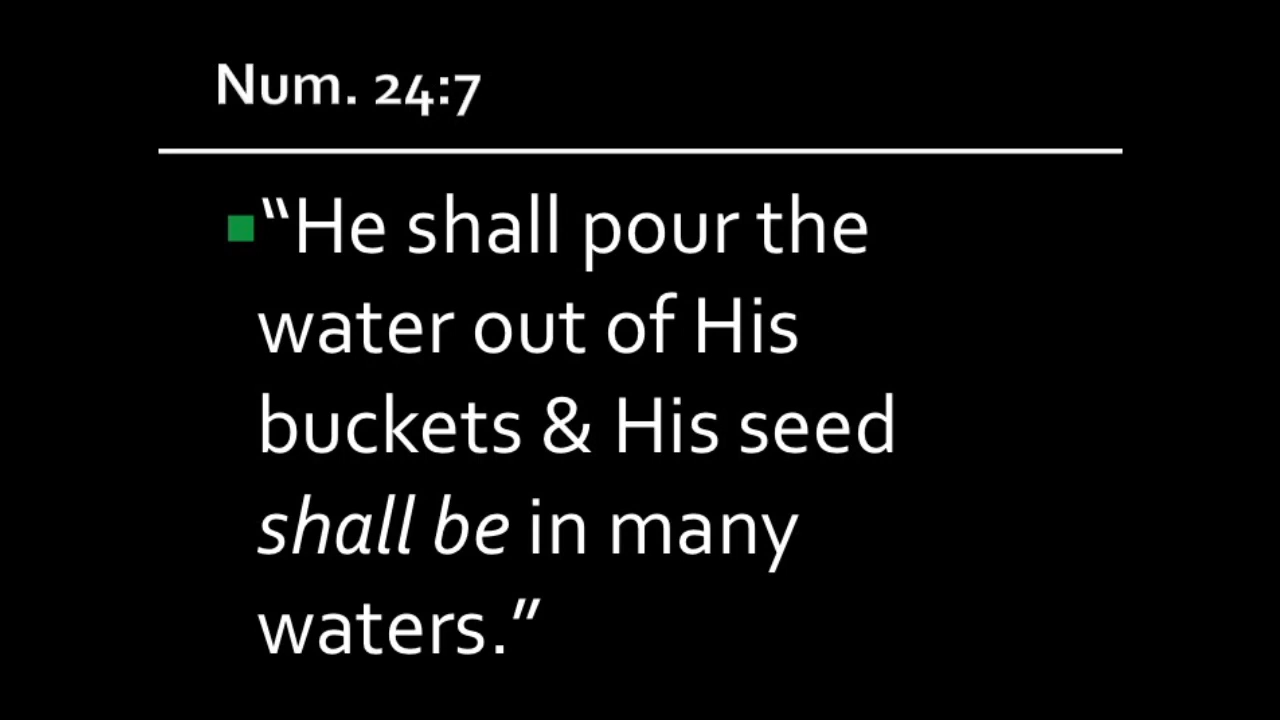 Num. 24:7
“He shall pour the
water out of His
buckets & His seed
shall be in many
waters.”